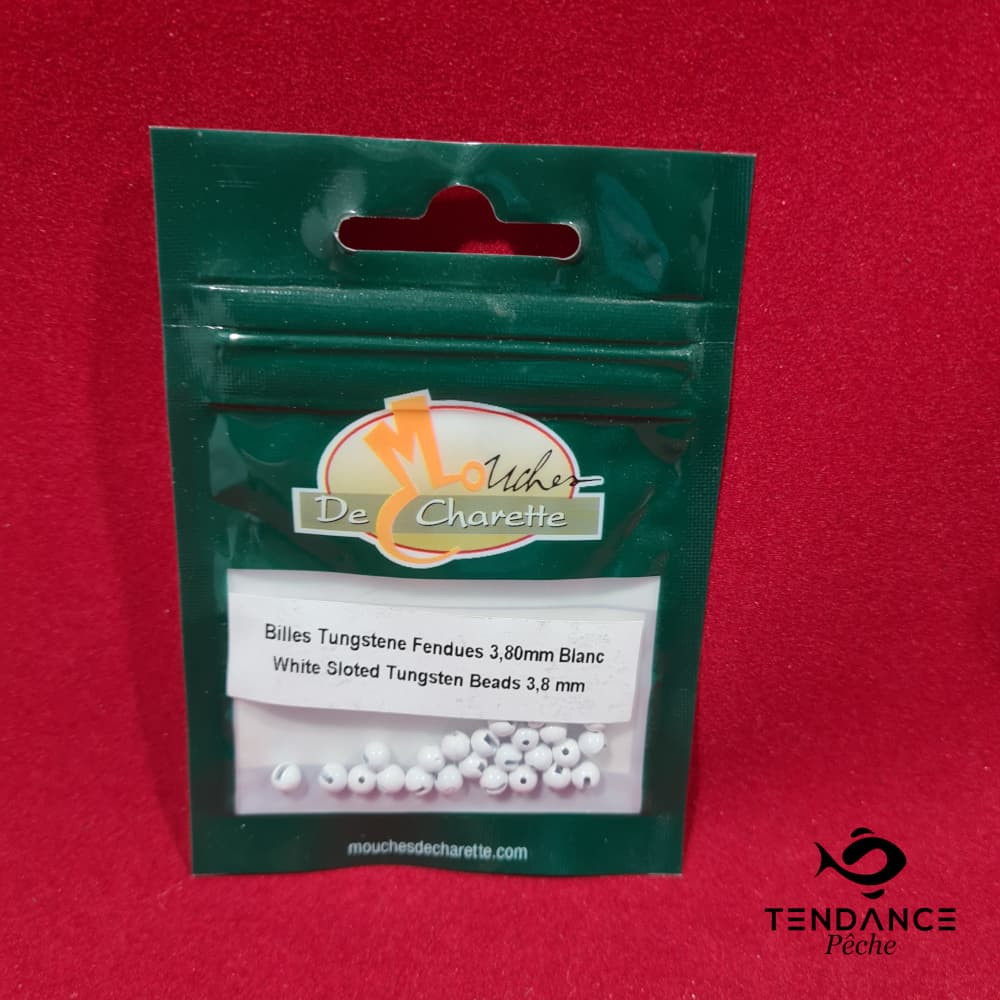 Mouches
De Charette
Billes Tungstene Fendues 3,80mm Blanc
White Sloted Tungsten Beads 3,8 mm
mouchesdecharette.com
TENDANCE
Pêche